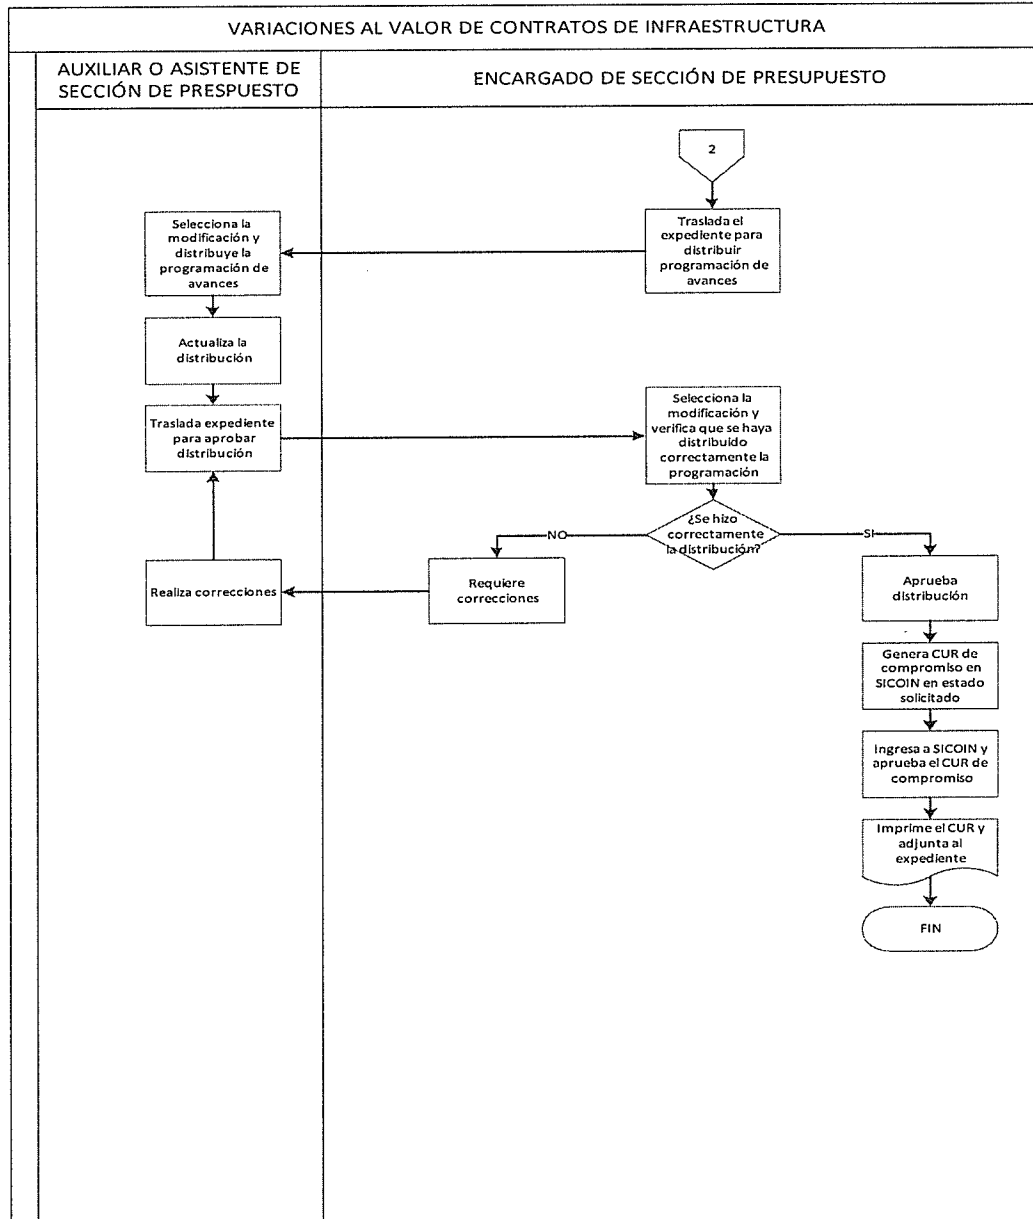 VARIACIONES AL VALOR DE CONTRATOS DE INFRAESTRUCTURA
AUXILIAR O ASISTENTE DE
SECCIÓN DE PRESPUESTO
ENCARGADO DE SECCIÓN DE PRESUPUESTO
2
Traslada el
expediente para
distribuir
programación de
avances
Selecciona la
modificación y
distribuye la
programación de
avances
Actualiza la
distribución
Traslada expediente
para aprobar
distribución
Selecciona la
modificación y
verifica que se haya
distribuido
correctamente la
programación
¿Se hizo
correctamente
la distribución?
NO
SI
Requiere
correcciones
Realiza correcciones
Aprueba
distribución
Genera CUR de
compromiso en
SICOIN en estado
solicitado
Ingresa a SICOIN y
aprueba el CUR de
compromiso
Imprime el CUR y
adjunta al
expediente
FIN